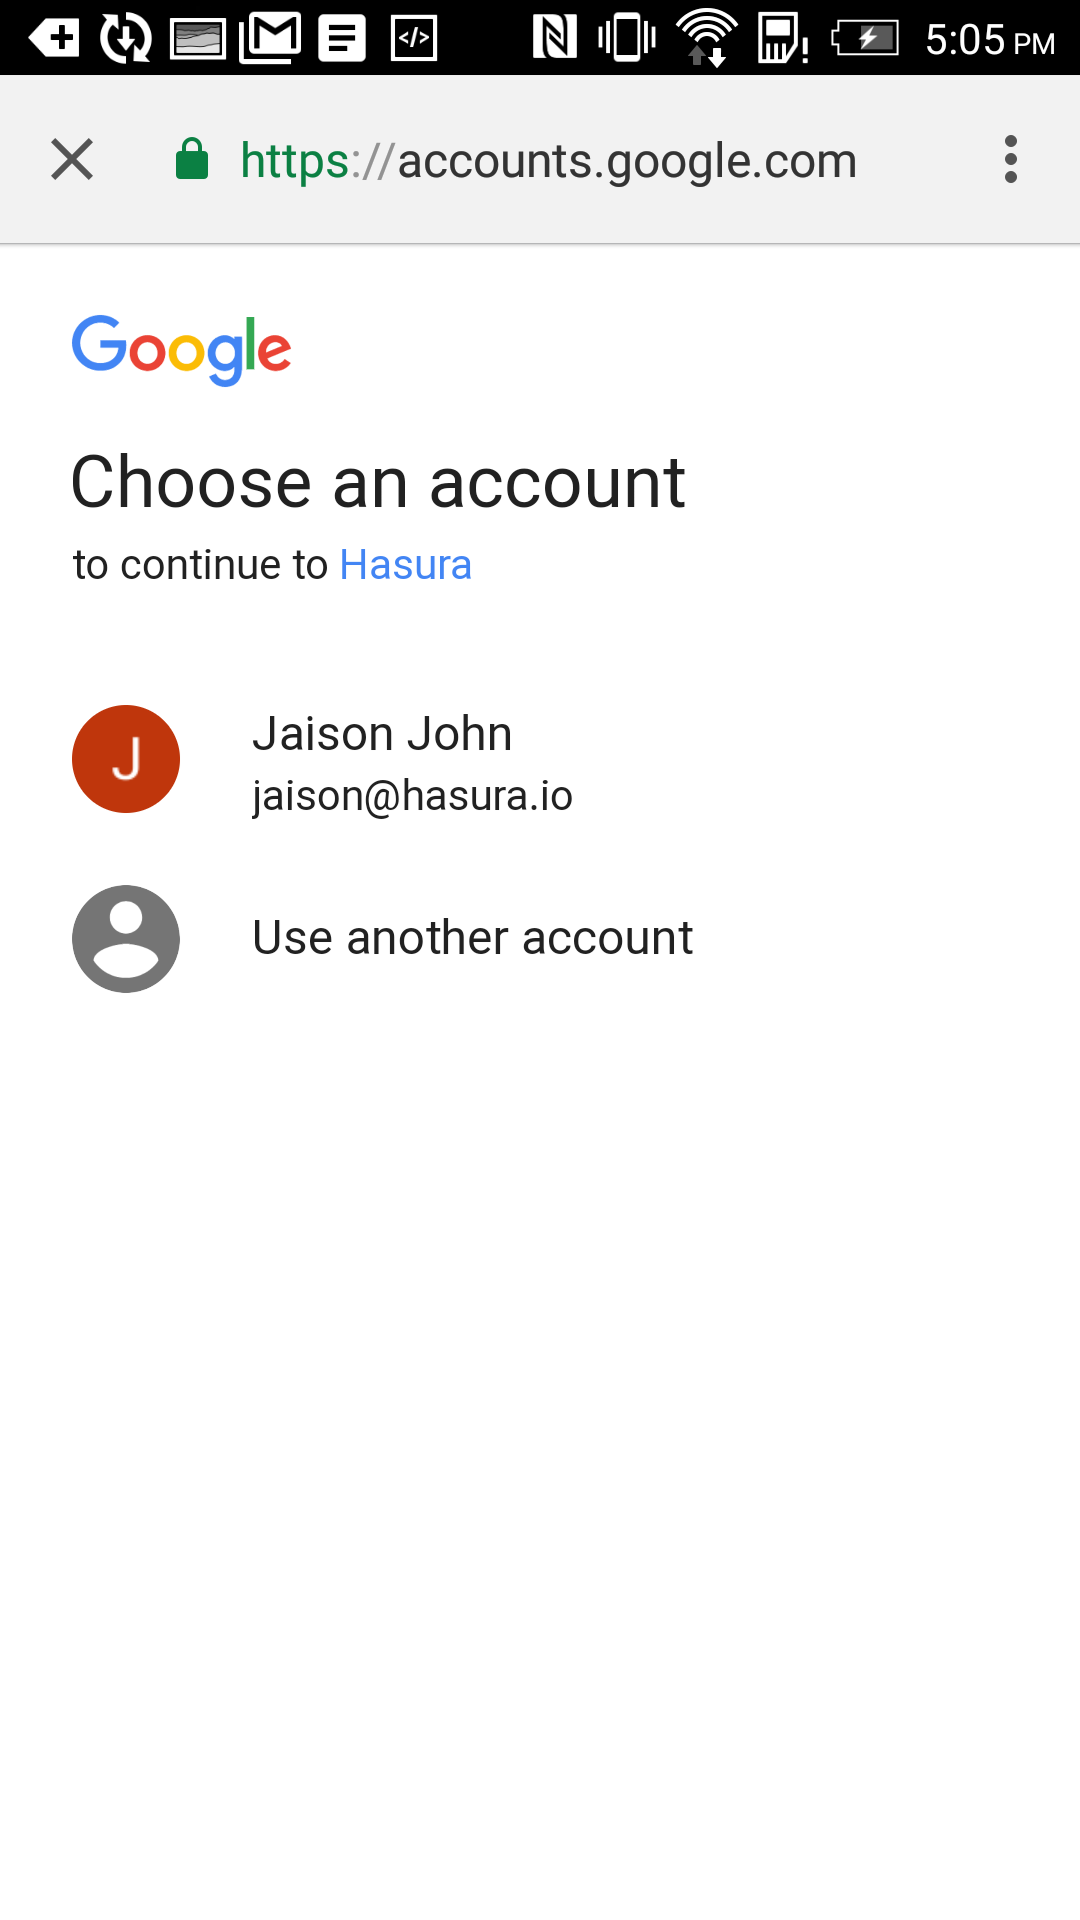 </> 5:05 PM
https://accounts.google.com
Google
Choose an account
to continue to Hasura
J
Jaison John
jaison@hasura.io
Use another account